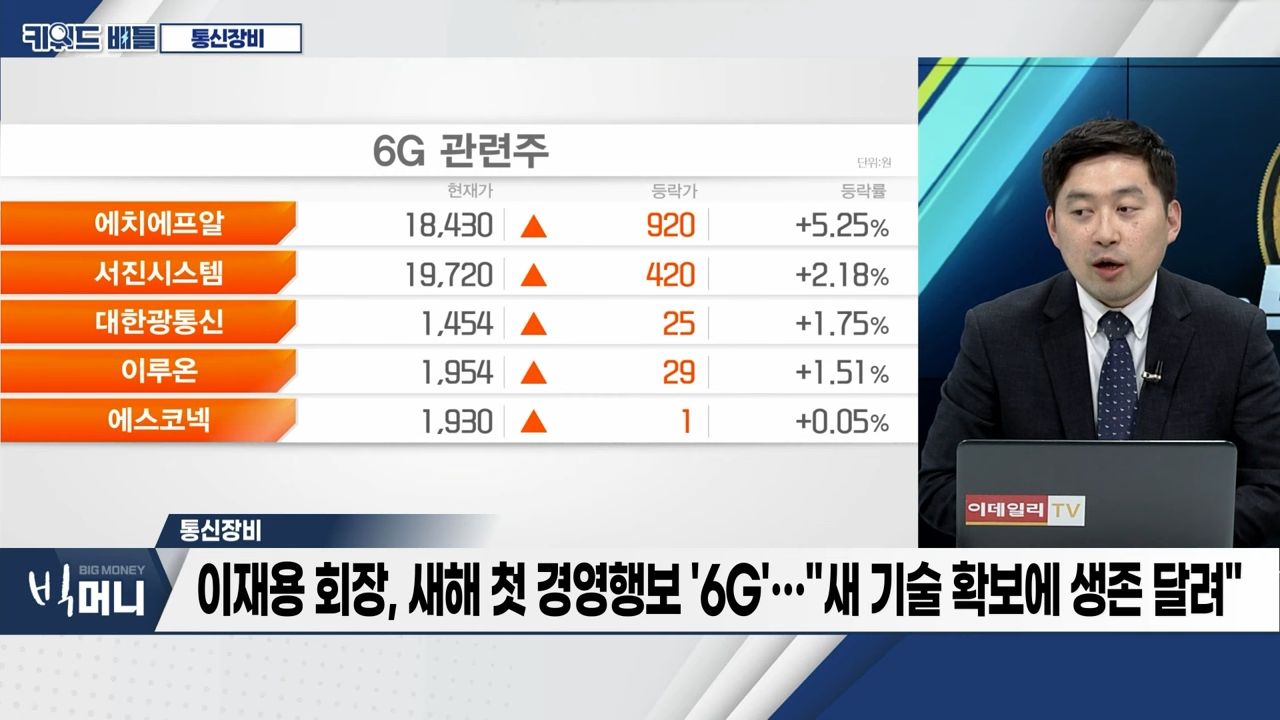 키워드 배틀 통신장비
6G 관련주
단위:원
현재가 등락가 등락률
에치에프알 18,430 ▲ 920 +5.25%
서진시스템 19,720 ▲ 420 +2.18%
대한광통신 1,454 ▲ 25 +1.75%
이루온 1,954 ▲ 29 +1.51%
에스코넥 1,930 ▲ 1 +0.05%
이데일리 TV
통신장비
BIG MONEY
빅머니
이재용 회장, 새해 첫 경영행보 '6G'…"새 기술 확보에 생존 달려"